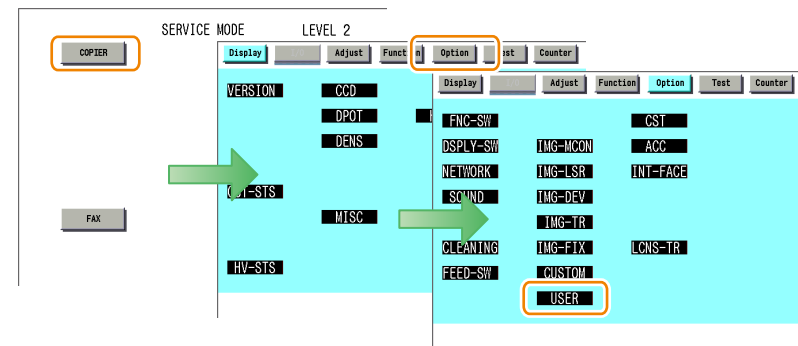 SERVICE MODE LEVEL 2
COPIER
FAX
Display Adjust Option Counter
VERSION CCD
DPOT
DENS
MISC
HV-STS
Display Adjust Function Option Test Counter
FNC-SW CST
DSPLY-SW IMG-MCON ACC
NETWORK IMG-LSR INT-FACE
SOUND IMG-DEV
IMG-TR
CLEANING IMG-FIX LCNS-TR
FEED-SW CUSTOM
USER